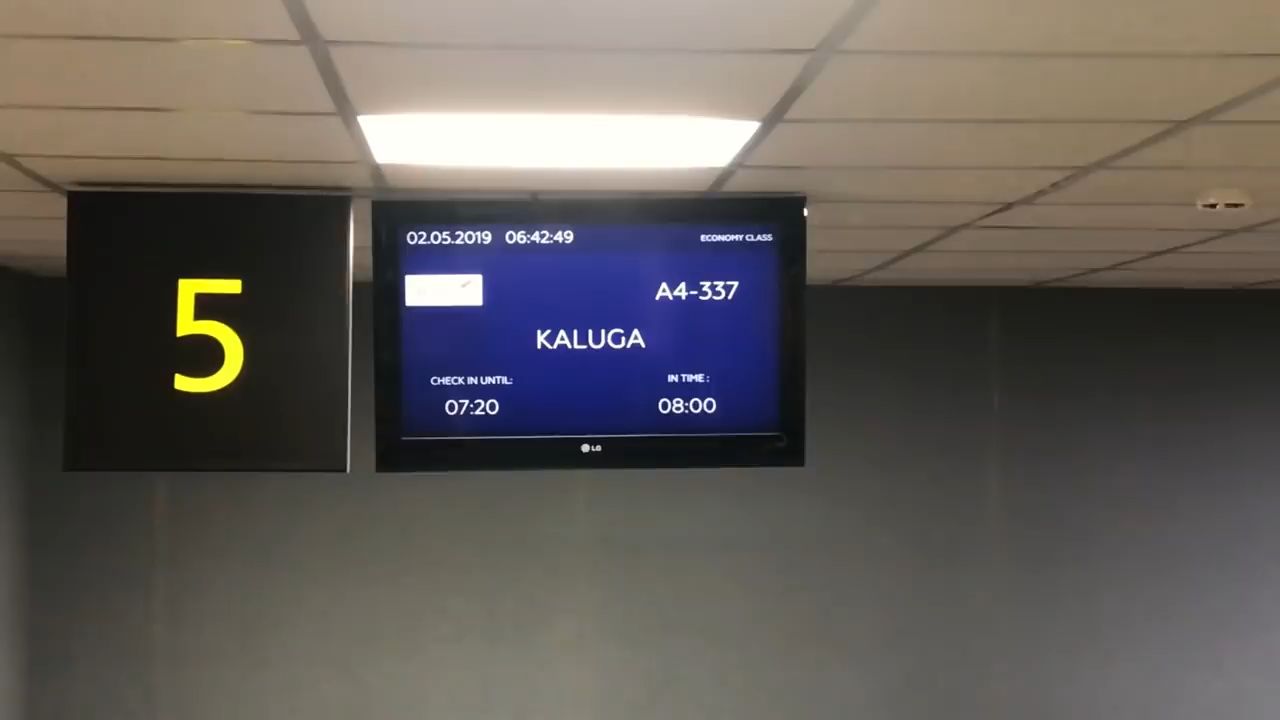 5
02.05.2019 06:42:49
ECONOMY CLASS
A4-337
KALUGA
CHECK IN UNTIL:
07:20
IN TIME :
08:00
LG